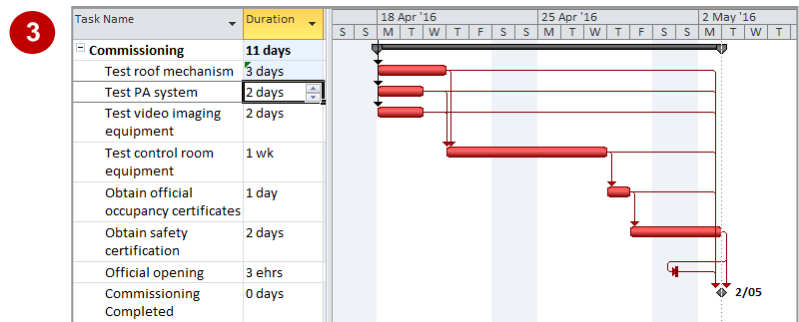 3
Task Name Duration 18 Apr '16 25 Apr '16 2 May '16
S S M T W T F S S M T W T F S S M T W T
Commissioning 11 days
Test roof mechanism 3 days
Test PA system 2 days
Test video imaging 2 days
equipment
Test control room 1 wk
equipment
Obtain official 1 day
occupancy certificates
Obtain safety 2 days
certification
Official opening 3 ehrs
Commissioning 0 days 2/05
Completed